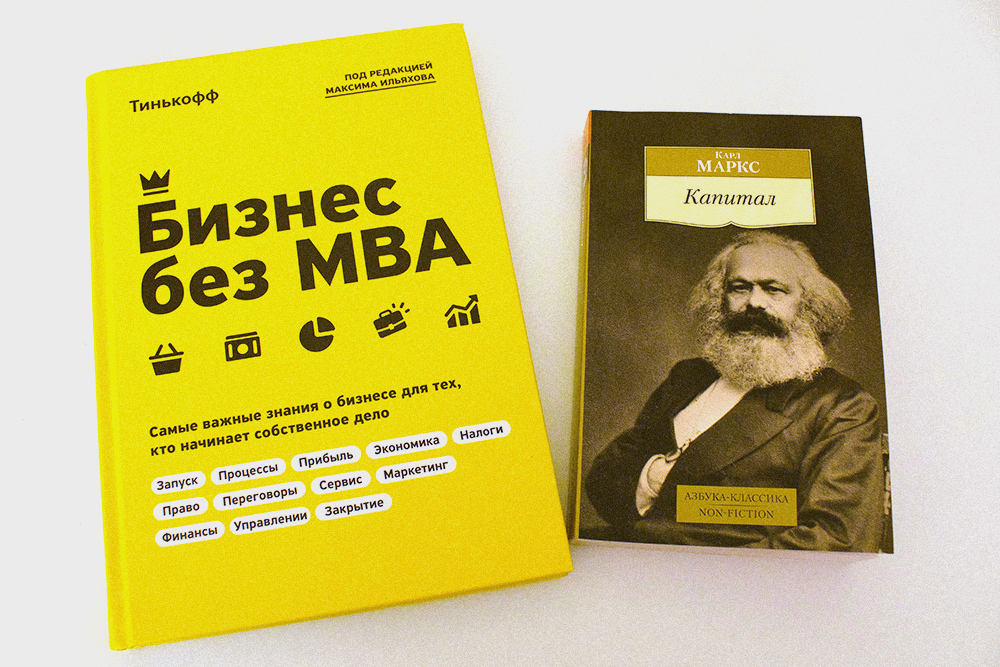 Тинькофф
ПОД РЕДАКЦИЕЙ
МАКСИМА ИЛЬЯХОВА
Бизнес
без МВА
Самые важные знания о бизнесе для тех,
кто начинает собственное дело
Запуск Процессы Прибыль Экономика Налоги
Право Переговоры Сервис Маркетинг
Финансы Управлении Закрытие
КАРЛ
МАРКС
Капитал
АЗБУКА-КЛАССИКА
NON-FICTION